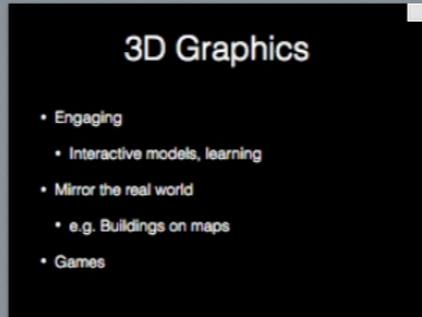 3D Graphics
• Engaging
• Interactive models, learning
• Mirror the real world
• e.g. Buildings on maps
• Games